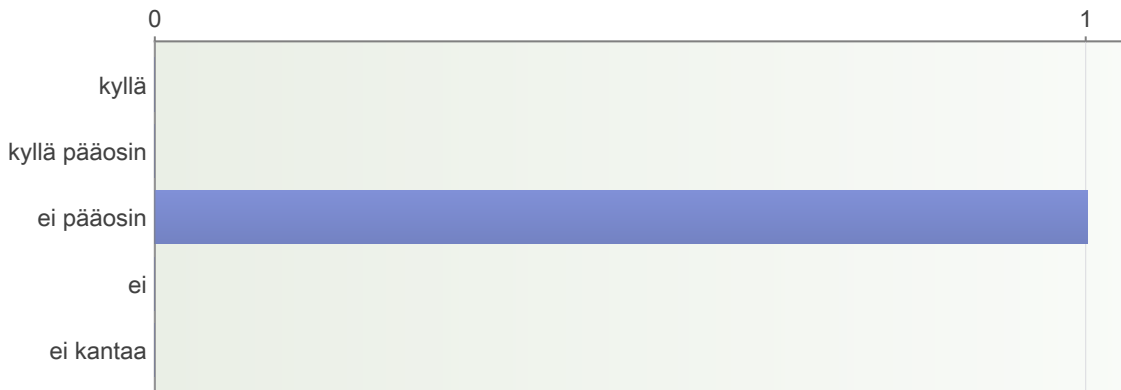 0 1
kyllä
kyllä pääosin
ei pääosin
ei
ei kantaa